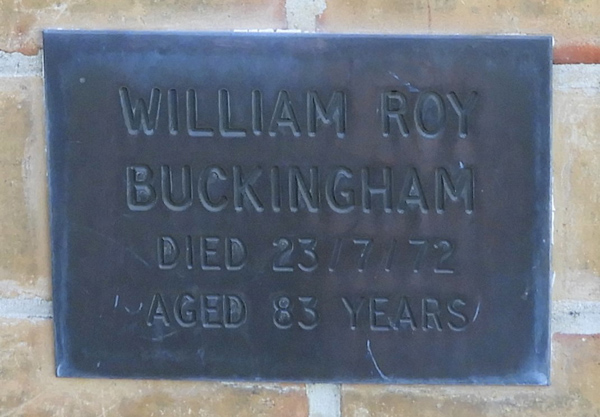 WILLIAM ROY
BUCKINGHAM
DIED 23/7/72
AGED 83 YEARS